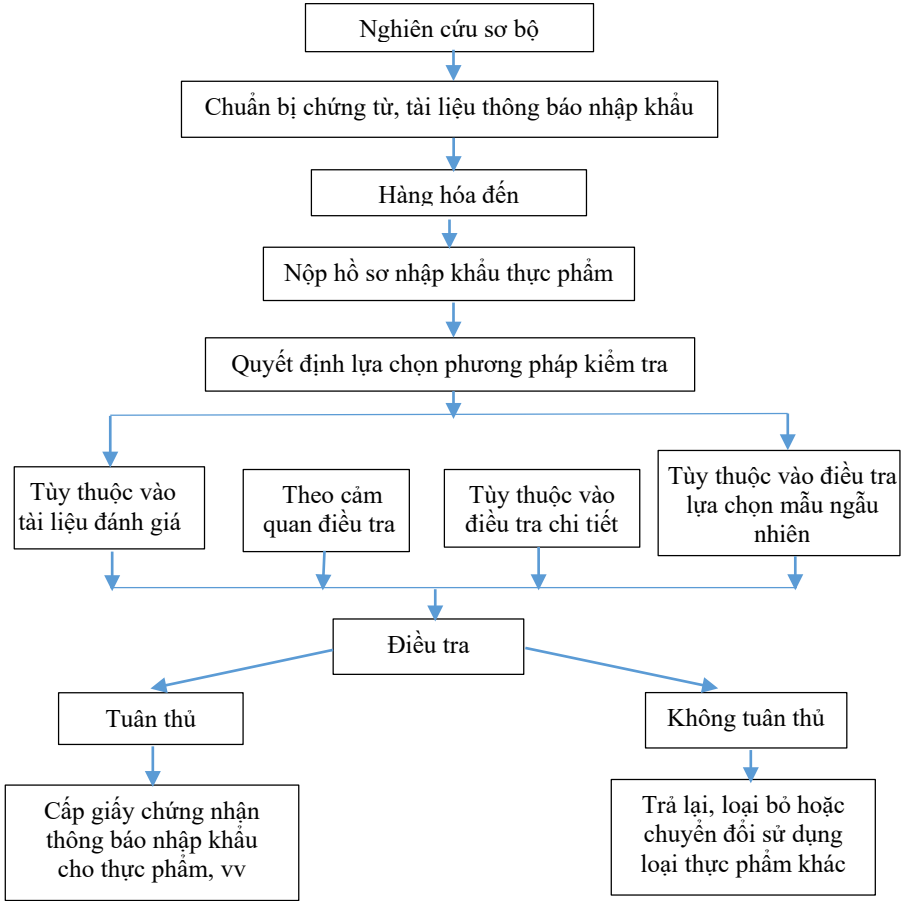 Nghiên cứu sơ bộ
Chuẩn bị chứng từ, tài liệu thông báo nhập khẩu
Hàng hóa đến
Nộp hồ sơ nhập khẩu thực phẩm
Quyết định lựa chọn phương pháp kiểm tra
Tùy thuộc vào
tài liệu đánh giá
Theo cảm
quan điều tra
Tùy thuộc vào
điều tra chi tiết
Tùy thuộc vào điều tra
lựa chọn mẫu ngẫu
nhiên
Điều tra
Tuân thủ
Không tuân thủ
Cấp giấy chứng nhận
thông báo nhập khẩu
cho thực phẩm, vv
Trả lại, loại bỏ hoặc
chuyển đổi sử dụng
loại thực phẩm khác